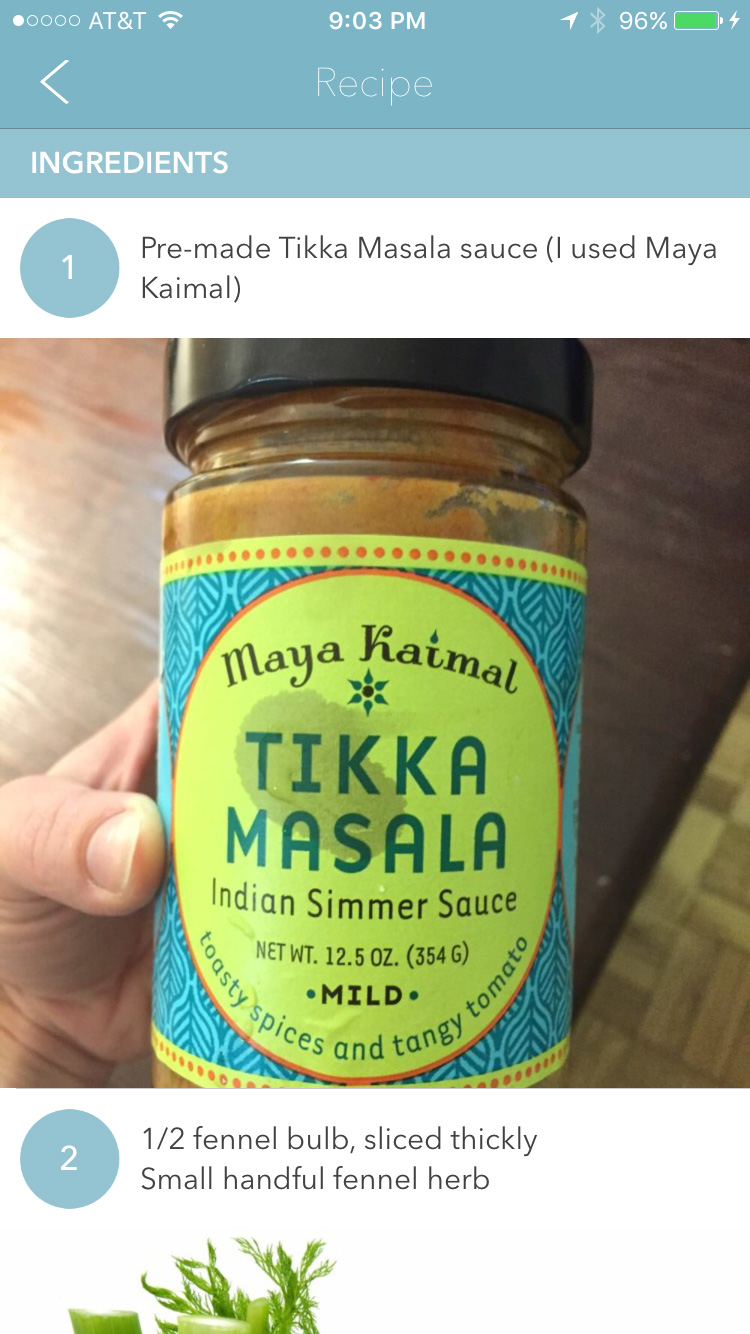 AT&T 9:03 PM 96%
Recipe
INGREDIENTS
1
Pre-made Tikka Masala sauce (I used Maya
Kaimal)
Maya Kaimal
TIKKA
MASALA
Indian Simmer Sauce
NET WT. 12.5 OZ. (354 G)
•MILD•
toasty spices and tangy tomato
2
1/2 fennel bulb, sliced thickly
Small handful fennel herb